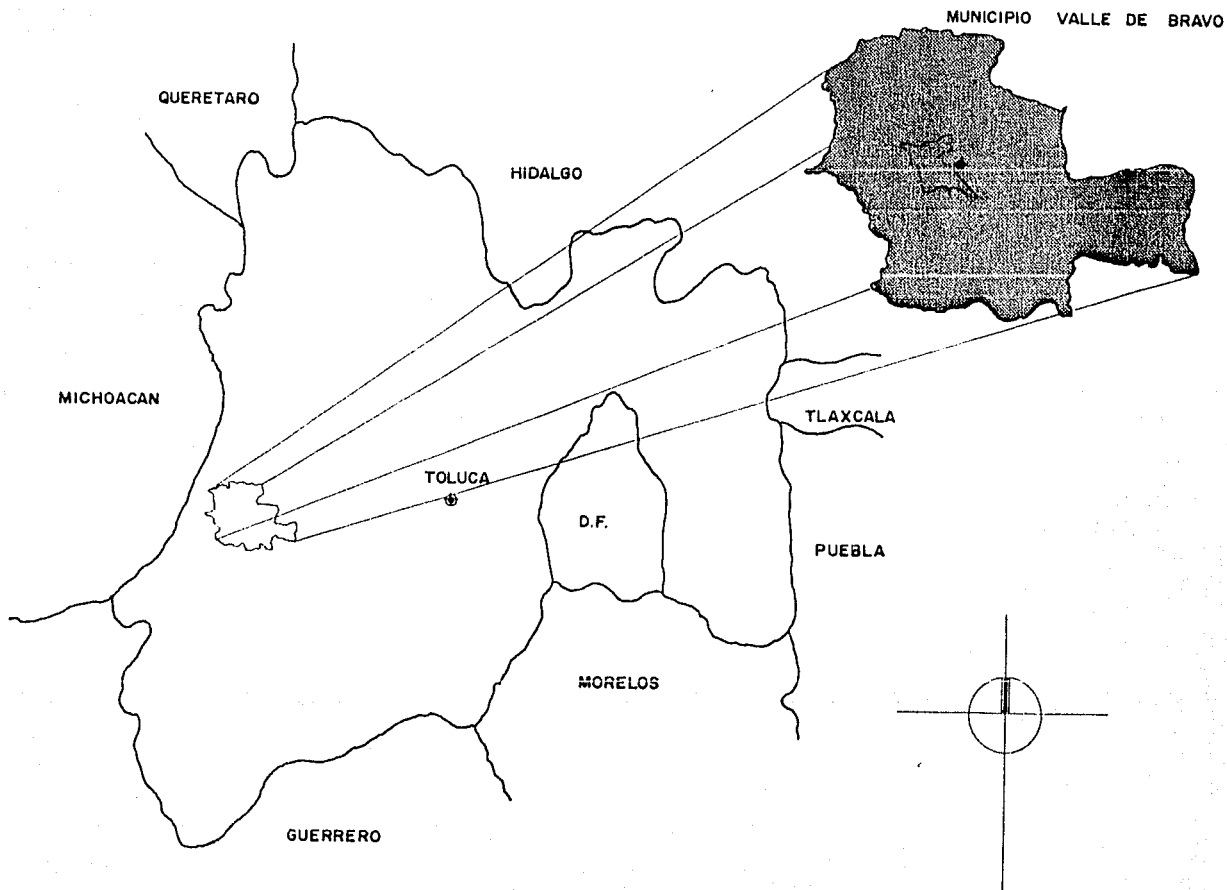 MUNICIPIO VALLE DE BRAVO
QUERETARO
HIDALGO
MICHOACAN
TLAXCALA
TOLUCA
D.F.
PUEBLA
MORELOS
GUERRERO